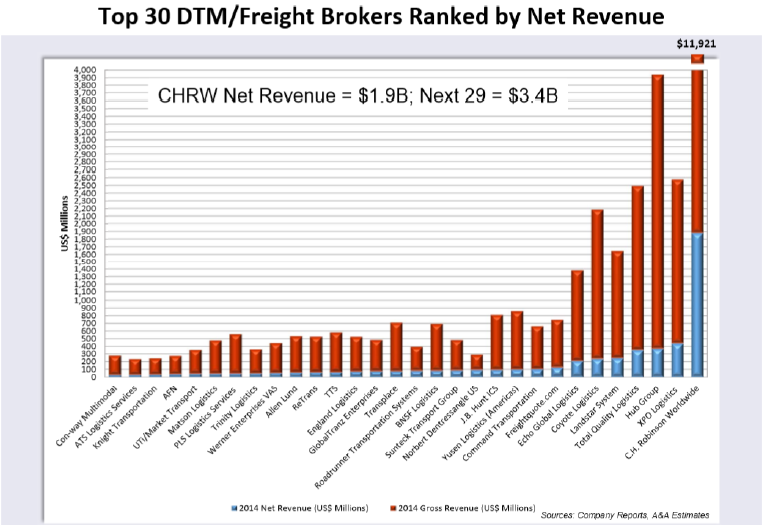 Top 30 DTM/Freight Brokers Ranked by Net Revenue
$11,921
CHRW Net Revenue = $1.9B; Next 29 = $3.4B
US$ Millions
4,000
3,900
3,800
3,700
3,600
3,500
3,400
3,300
3,200
3,100
3,000
2,900
2,800
2,700
2,600
2,500
2,400
2,300
2,200
2,100
2,000
1,900
1,800
1,700
1,600
1,500
1,400
1,300
1,200
1,100
1,000
900
800
700
600
500
400
300
200
100
0
Con-way Multimodal
ATS Logistics Services
Knight Transportation
AFN
UTi/Market Transport
Matson Logistics
PLS Logistics Services
Trinity Logistics
Werner Enterprises VAS
Allen Lund
ReTrans
TTS
England Logistics
GlobalTranz Enterprises
Transplace
Roadrunner Transportation Systems
BNSF Logistics
Sunteck Transport Group
Norbert Dentressangle US
J.B. Hunt ICS
Yusen Logistics (Americas)
Command Transportation
Freightquote.com
Echo Global Logistics
Coyote Logistics
Landstar System
Total Quality Logistics
Hub Group
XPO Logistics
C.H. Robinson Worldwide
2014 Net Revenue (US$ Millions)
2014 Gross Revenue (US$ Millions)
Sources: Company Reports, A&A Estimates